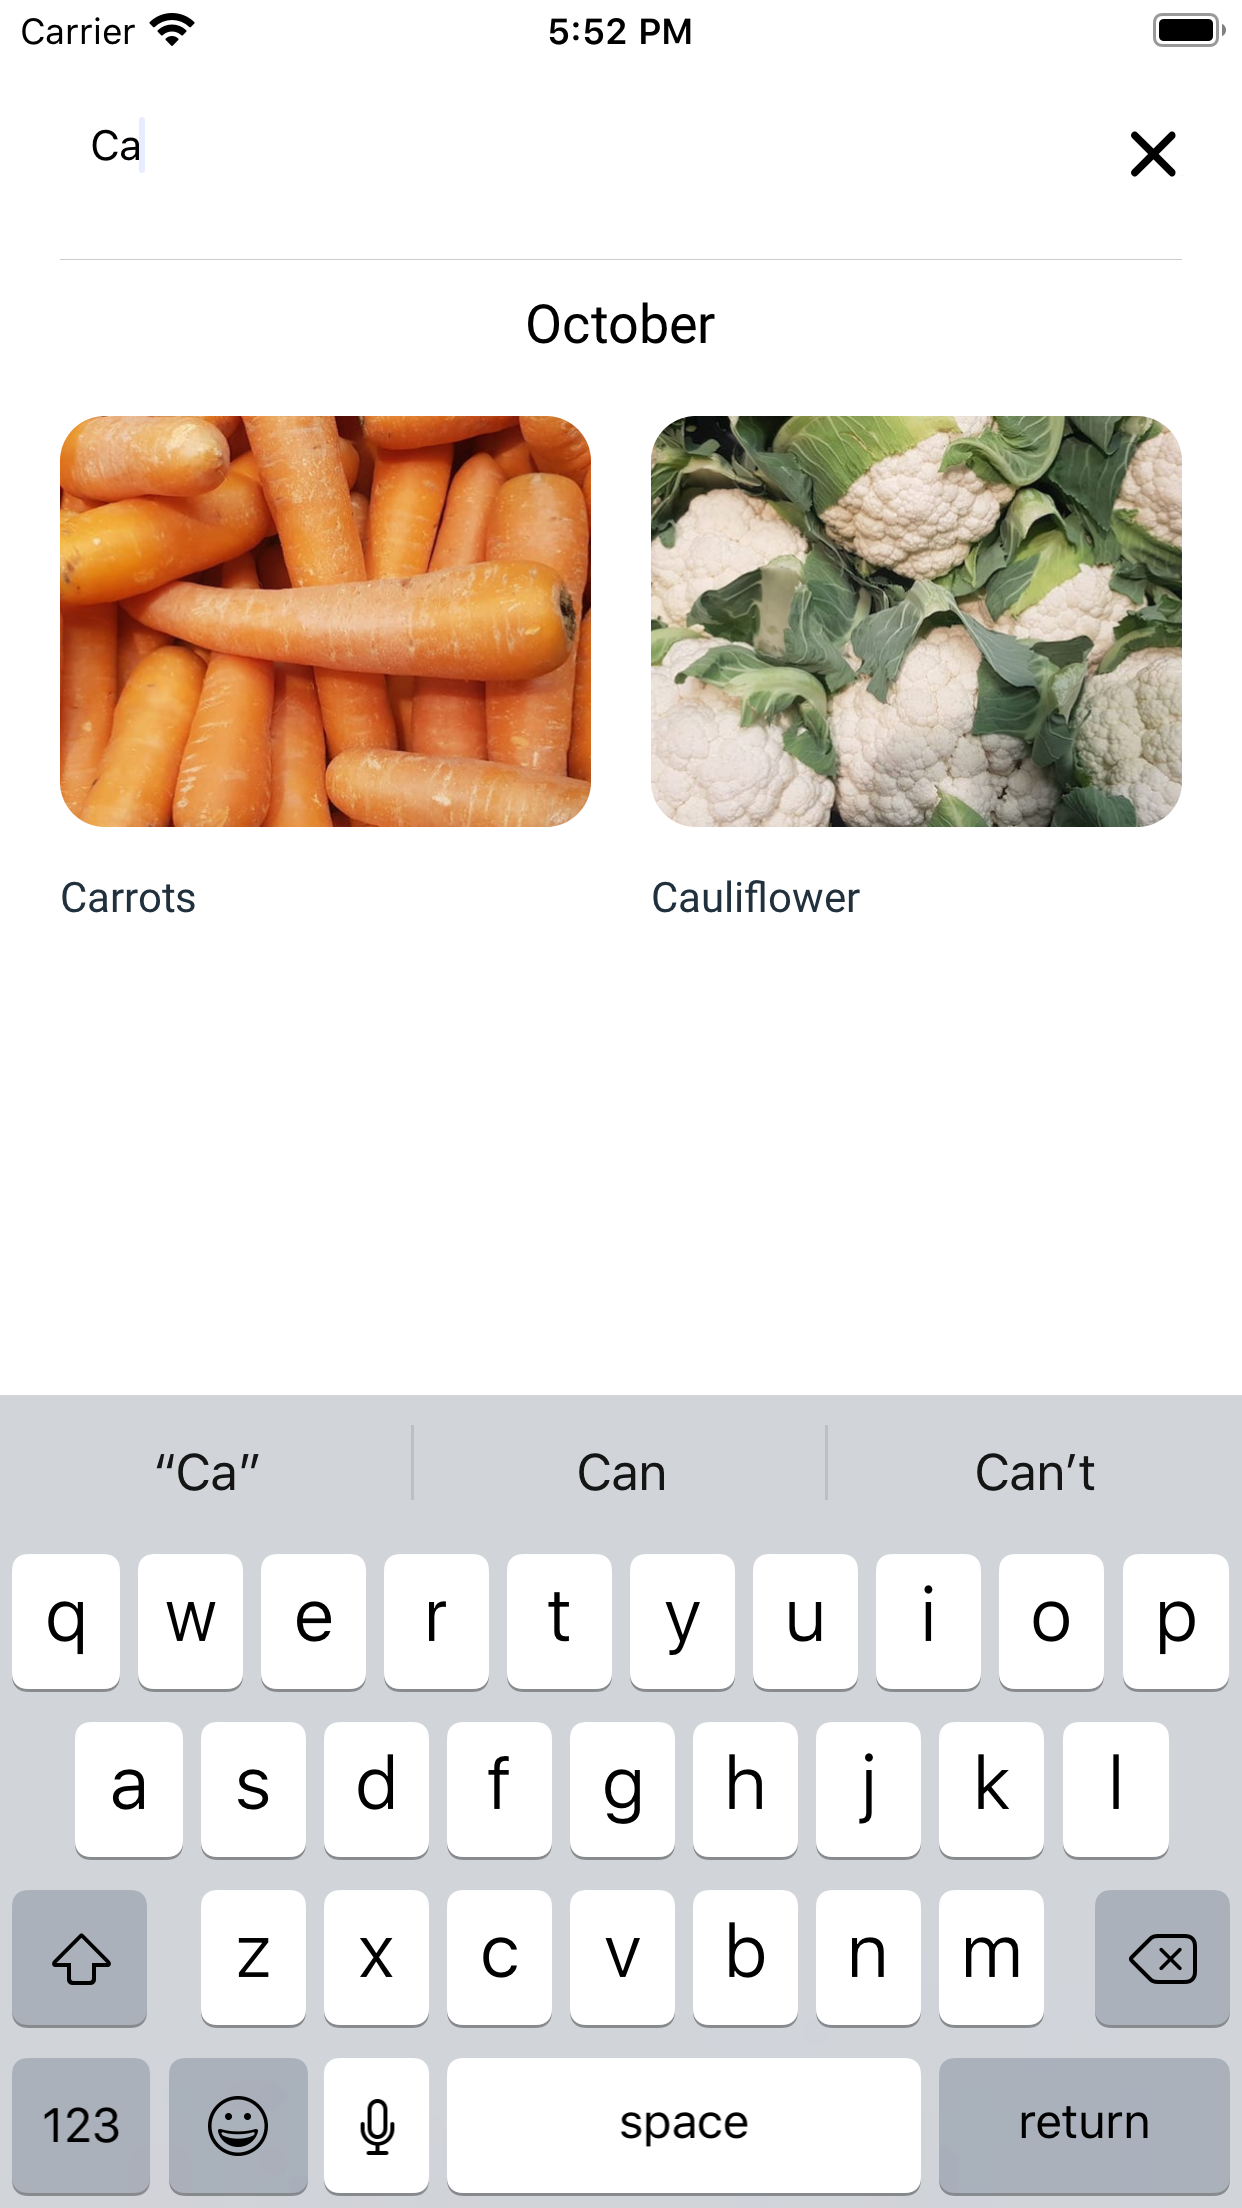 Carrier 5:52 PM
Ca
October
Carrots Cauliflower
“Ca” Can Can’t
q w e r t y u i o p
a s d f g h j k l
z x c v b n m
123 space return